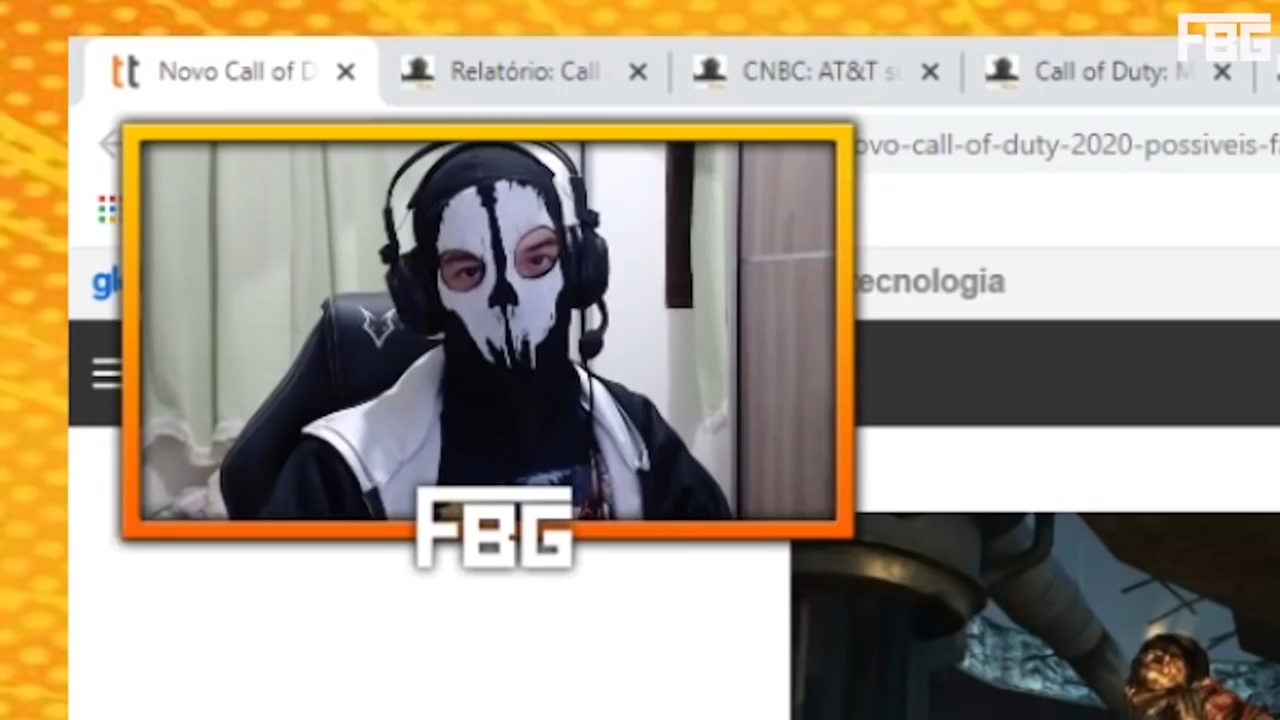 FBG
Novo Call of D
Relatório: Call
CNBC: AT&T s
Call of Duty: M
ovo-call-of-duty-2020-possiveis-f
ecnologia
FBG